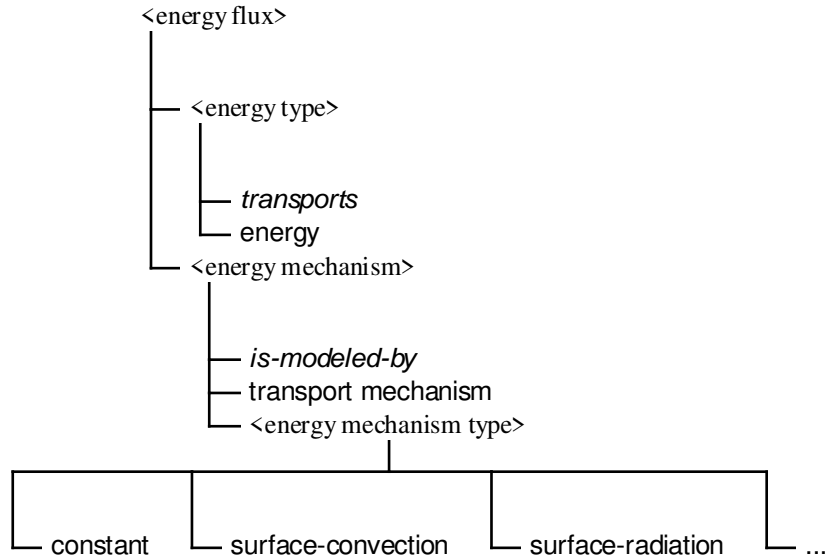 <energy flux>
<energy type>
transports
energy
<energy mechanism>
is-modeled-by
transport mechanism
<energy mechanism type>
constant surface-convection surface-radiation ...